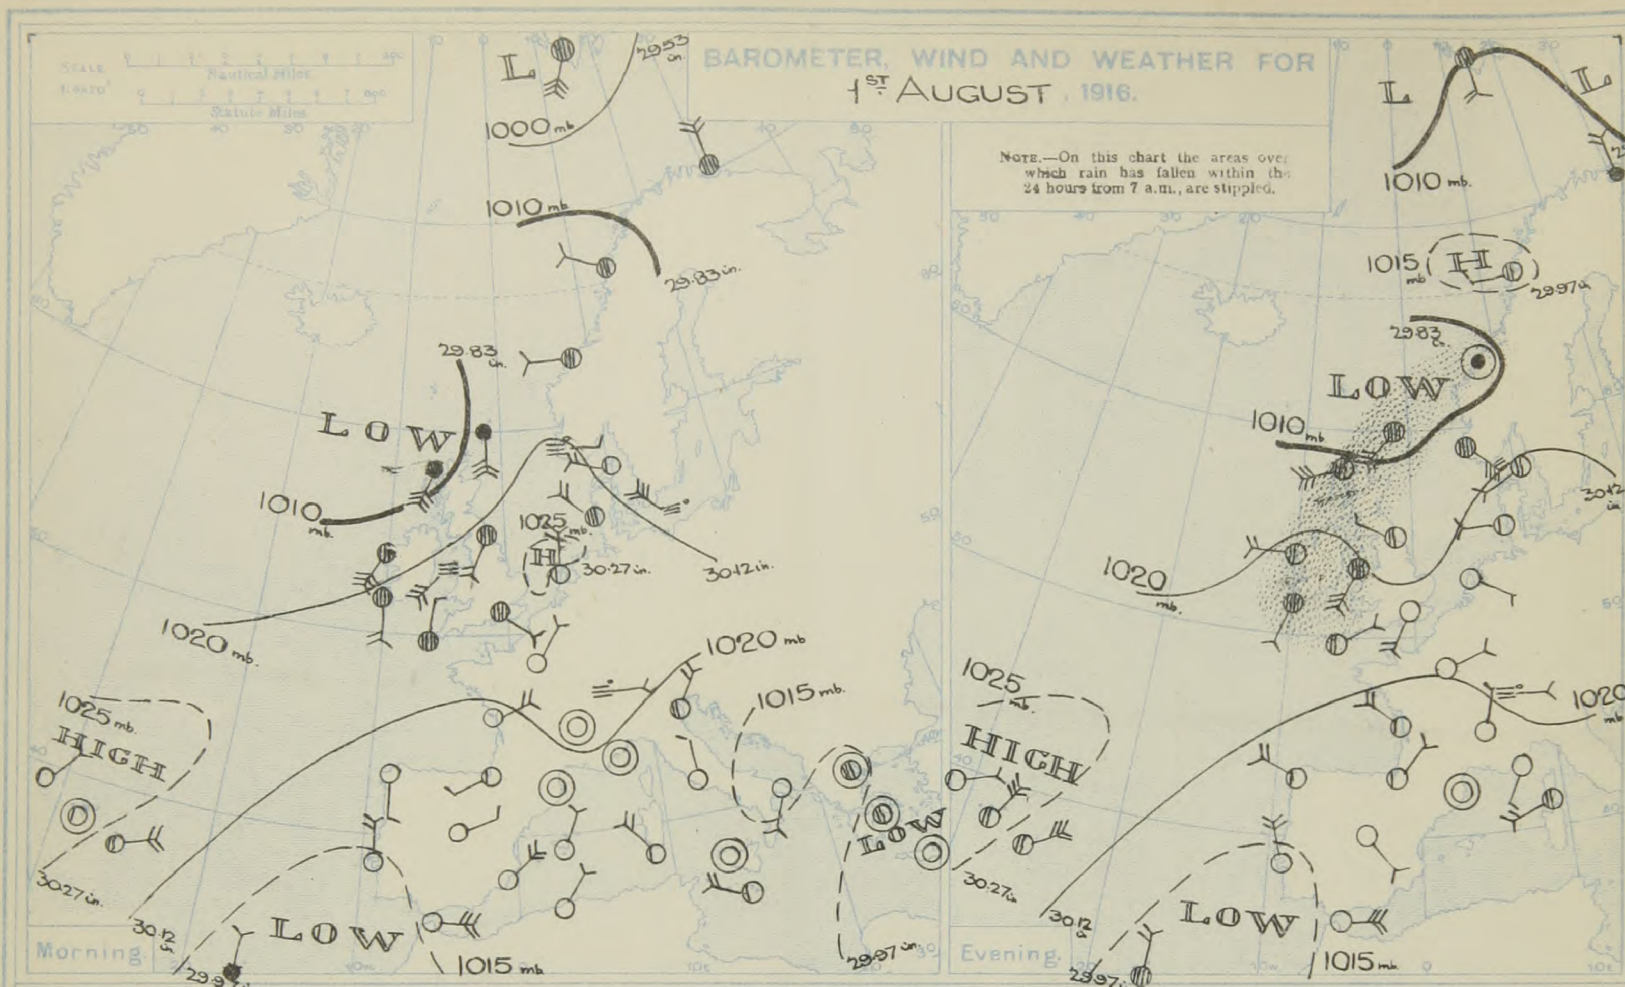 BAROMETER, WIND AND WEATHER FOR
1ST AUGUST, 1916.
SCALE
Nautical Miles
Statute Miles
NOTE.—On this chart the areas over
which rain has fallen within the
24 hours from 7 a.m., are stippled.
L
29.53
in.
1000 mb.
1010 mb.
29.83 in.
29.83
in.
LOW
1010
mb.
1025
mb.
H
30.27 in.
30.12 in.
1020 mb.
1020 mb
1015 mb.
1025 mb.
HIGH
30.27 in.
30.12
in.
LOW
LOW
1015 mb.
29.97 in.
Morning.
L
L
1010 mb.
1015
mb
H
29.97 in
29.83
in.
LOW
1010 mb
30.12
in
1020
mb.
1025
mb.
HIGH
1020
mb
30.27 in
30.12
in
LOW
1015 mb
29.97 in
Evening.